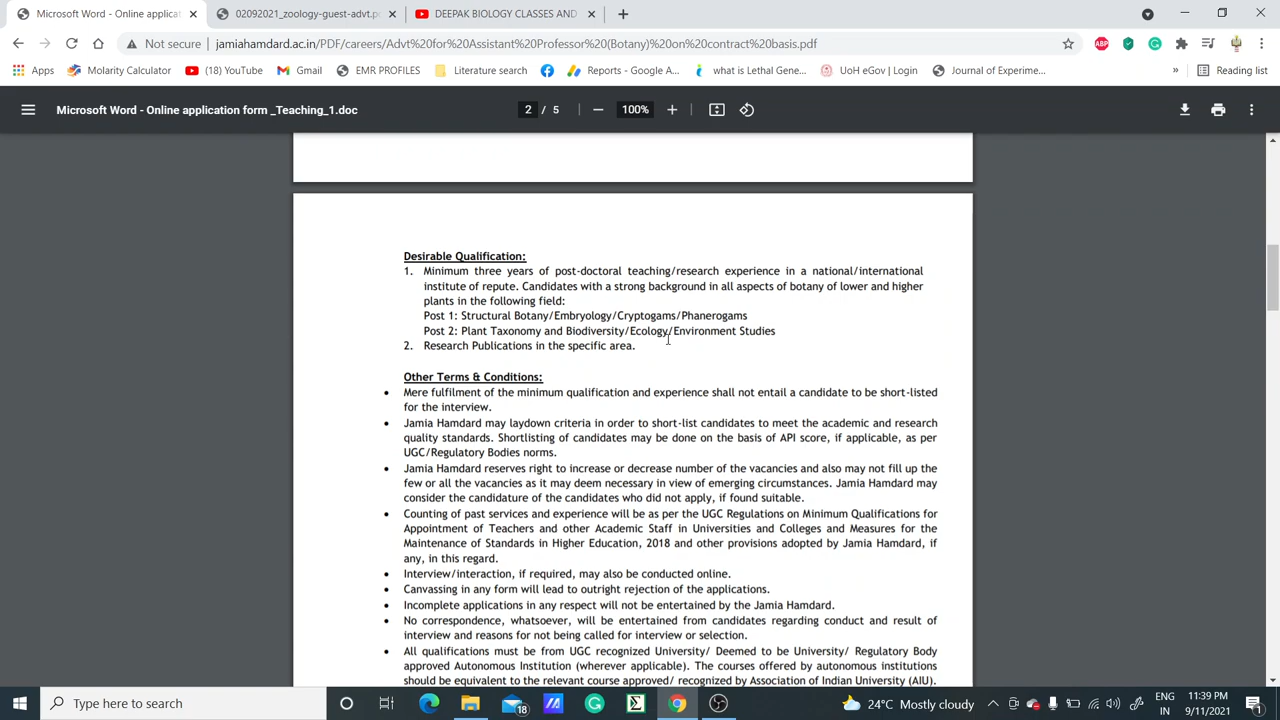 Microsoft Word - Online applicat
02092021_zoology-guest-advt.p
DEEPAK BIOLOGY CLASSES AND
Not secure
jamiahamdard.ac.in/PDF/careers/Advt%20for%20Assistant%20Professor%20(Botany)%20on%20contract%20basis.pdf
Apps
Molarity Calculator
(18) YouTube
Gmail
EMR PROFILES
Literature search
Reports - Google A...
what is Lethal Gene...
UoH eGov | Login
Journal of Experime...
»
Reading list
Microsoft Word - Online application form _Teaching_1.doc
2 / 5
100%
Desirable Qualification:
1. Minimum three years of post-doctoral teaching/research experience in a national/international
institute of repute. Candidates with a strong background in all aspects of botany of lower and higher
plants in the following field:
Post 1: Structural Botany/Embryology/Cryptogams/Phanerogams
Post 2: Plant Taxonomy and Biodiversity/Ecology/Environment Studies
2. Research Publications in the specific area.
Other Terms & Conditions:
• Mere fulfilment of the minimum qualification and experience shall not entail a candidate to be short-listed
for the interview.
• Jamia Hamdard may laydown criteria in order to short-list candidates to meet the academic and research
quality standards. Shortlisting of candidates may be done on the basis of API score, if applicable, as per
UGC/Regulatory Bodies norms.
• Jamia Hamdard reserves right to increase or decrease number of the vacancies and also may not fill up the
few or all the vacancies as it may deem necessary in view of emerging circumstances. Jamia Hamdard may
consider the candidature of the candidates who did not apply, if found suitable.
• Counting of past services and experience will be as per the UGC Regulations on Minimum Qualifications for
Appointment of Teachers and other Academic Staff in Universities and Colleges and Measures for the
Maintenance of Standards in Higher Education, 2018 and other provisions adopted by Jamia Hamdard, if
any, in this regard.
• Interview/interaction, if required, may also be conducted online.
• Canvassing in any form will lead to outright rejection of the applications.
• Incomplete applications in any respect will not be entertained by the Jamia Hamdard.
• No correspondence, whatsoever, will be entertained from candidates regarding conduct and result of
interview and reasons for not being called for interview or selection.
• All qualifications must be from UGC recognized University/ Deemed to be University/ Regulatory Body
approved Autonomous Institution (wherever applicable). The courses offered by autonomous institutions
should be equivalent to the relevant course approved/ recognized by Association of Indian University (AIU).
Type here to search
18
24°C Mostly cloudy
ENG
IN
11:39 PM
9/11/2021
1